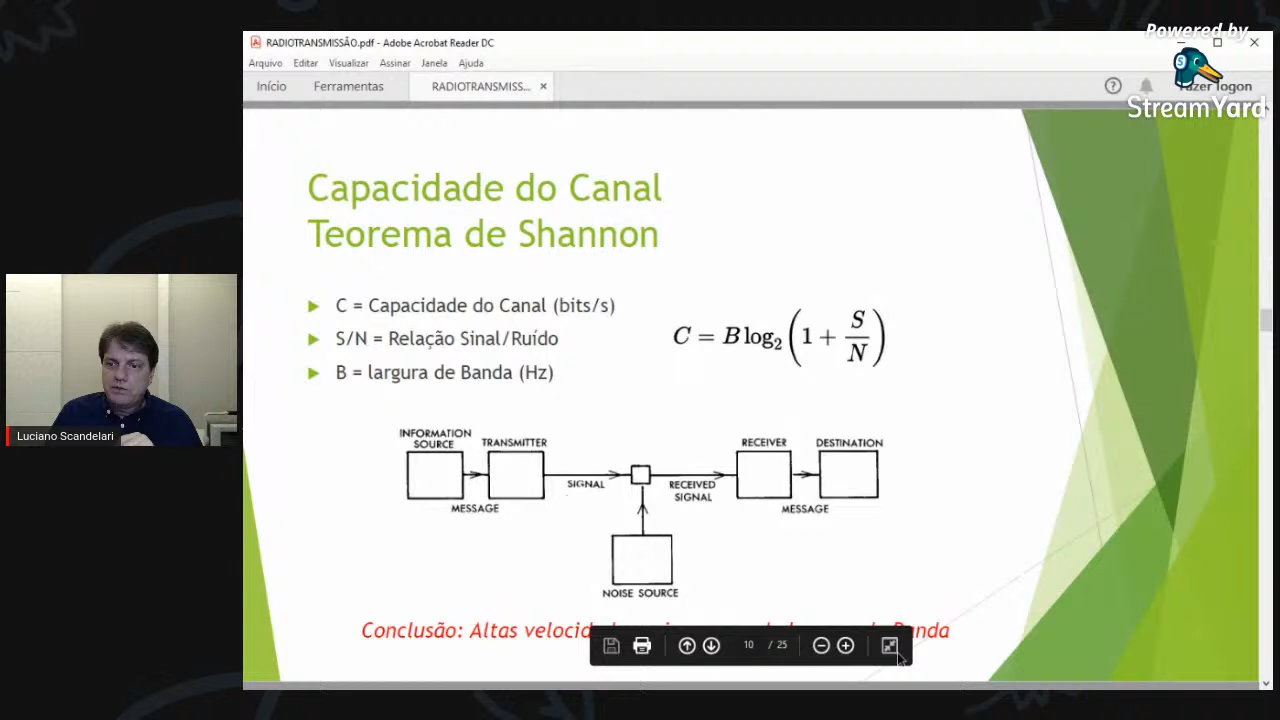 Powered by
StreamYard
RADIOTRANSMISSÃO.pdf - Adobe Acrobat Reader DC
Arquivo Editar Visualizar Assinar Janela Ajuda
Início Ferramentas RADIOTRANSMISS... × Fazer logon
Capacidade do Canal
Teorema de Shannon
C = Capacidade do Canal (bits/s)
S/N = Relação Sinal/Ruído
B = largura de Banda (Hz)
C = B log₂ (1 + S/N)
INFORMATION
SOURCE TRANSMITTER RECEIVER DESTINATION
SIGNAL RECEIVED
SIGNAL
MESSAGE MESSAGE
NOISE SOURCE
Conclusão: Altas
10 / 25
Luciano Scandelari